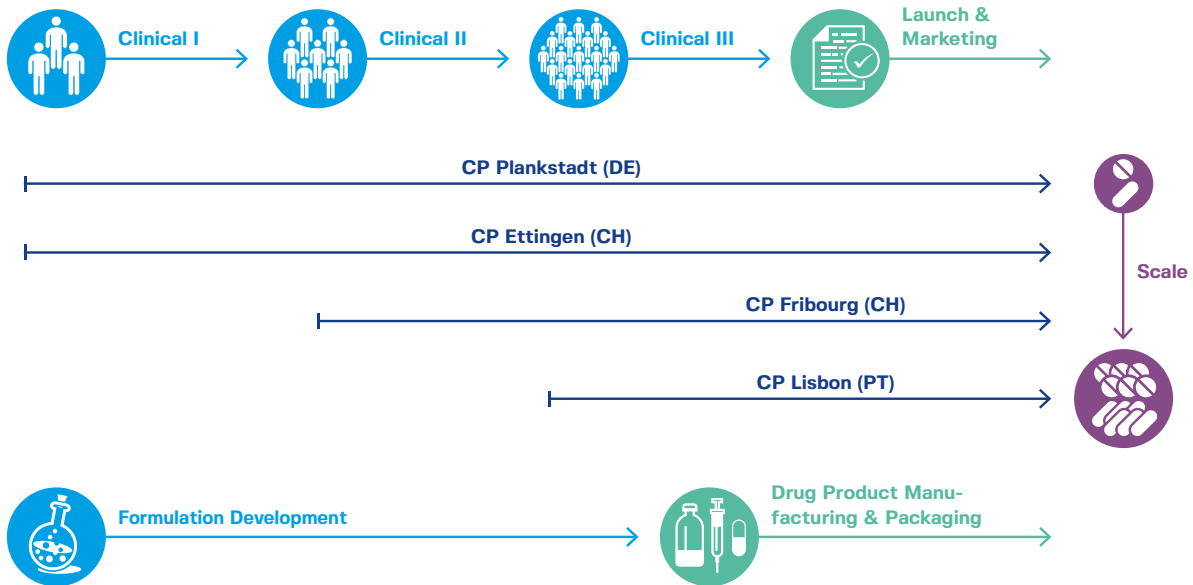 Clinical I
Clinical II
Clinical III
Launch &
Marketing
CP Plankstadt (DE)
CP Ettingen (CH)
Scale
CP Fribourg (CH)
CP Lisbon (PT)
Formulation Development
Drug Product Manu-
facturing & Packaging